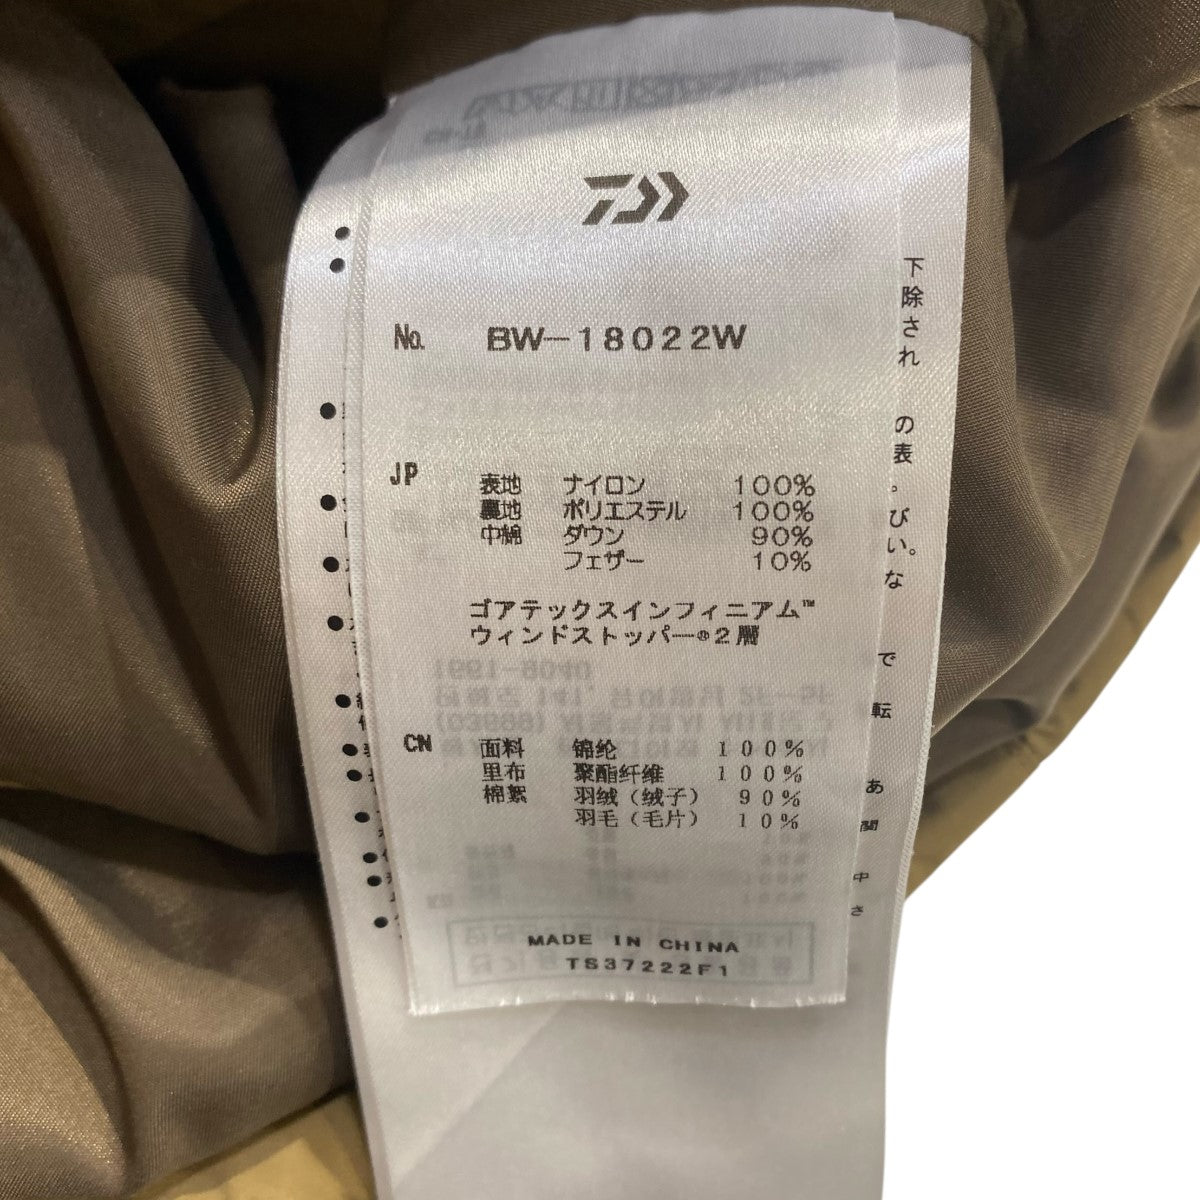 No. BW-18022W
JP 表地 ナイロン 100%
裏地 ポリエステル 100%
中綿 ダウン 90%
フェザー 10%
ゴアテックスインフィニアム™
ウィンドストッパー®2層
CN 面料 锦纶 100%
里布 聚酯纤维 100%
棉絮 羽绒(绒子) 90%
羽毛(毛片) 10%
MADE IN CHINA
TS37222F1
下
除
され
の
表
。
び
い。
な
で
転
あ
関
中
さ